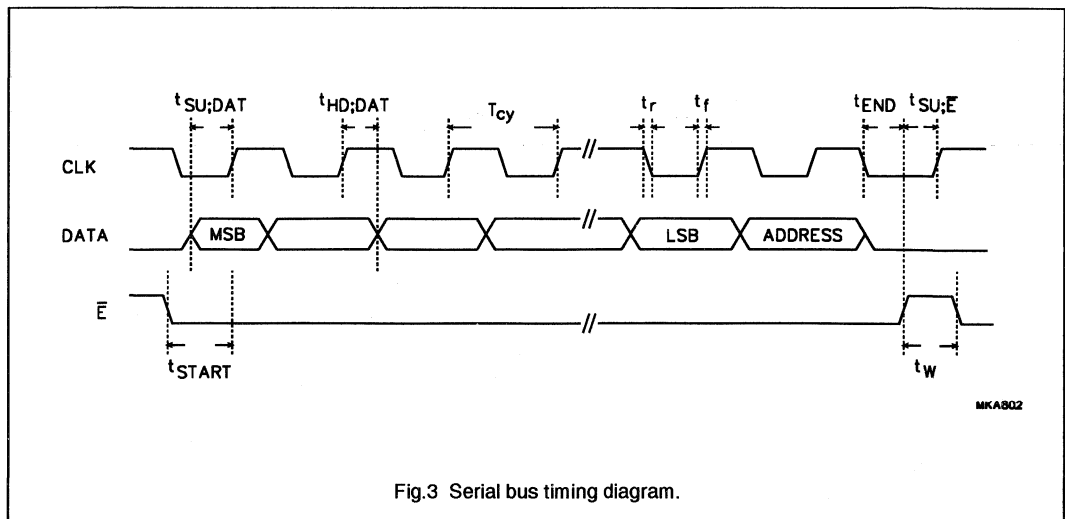 tSU;DAT tHD;DAT Tcy tr tf tEND tSU;E̅
CLK
DATA MSB LSB ADDRESS
E̅
tSTART tW
MKA802
Fig.3 Serial bus timing diagram.